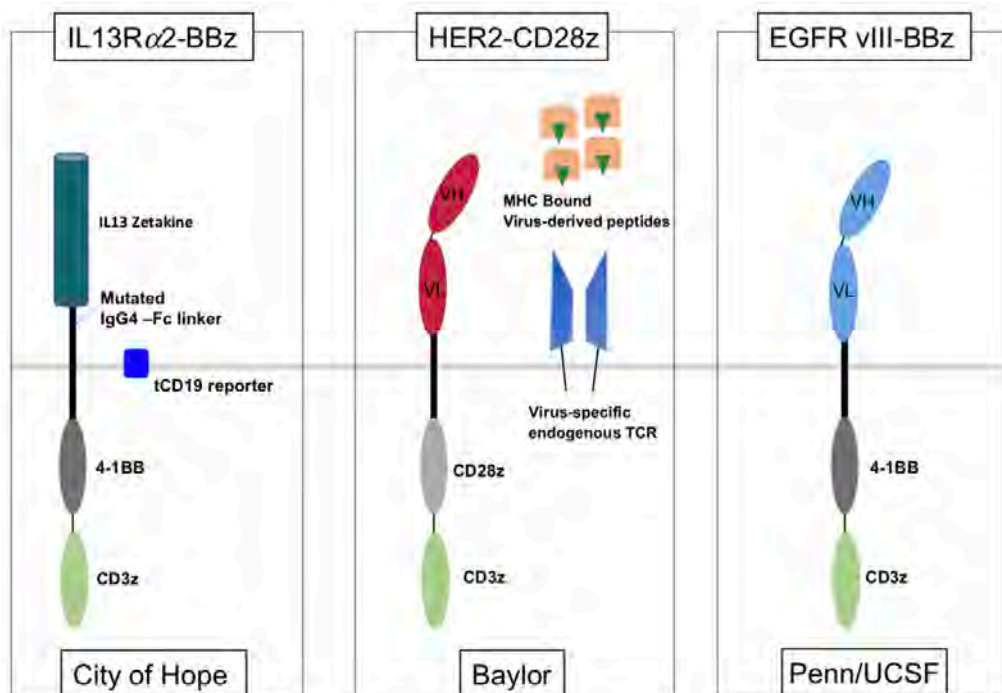 IL13Rα2-BBz
IL13 Zetakine
Mutated
IgG4 –Fc linker
tCD19 reporter
4-1BB
CD3z
City of Hope
HER2-CD28z
VH
VL
MHC Bound
Virus-derived peptides
Virus-specific
endogenous TCR
CD28z
CD3z
Baylor
EGFR vIII-BBz
VH
VL
4-1BB
CD3z
Penn/UCSF